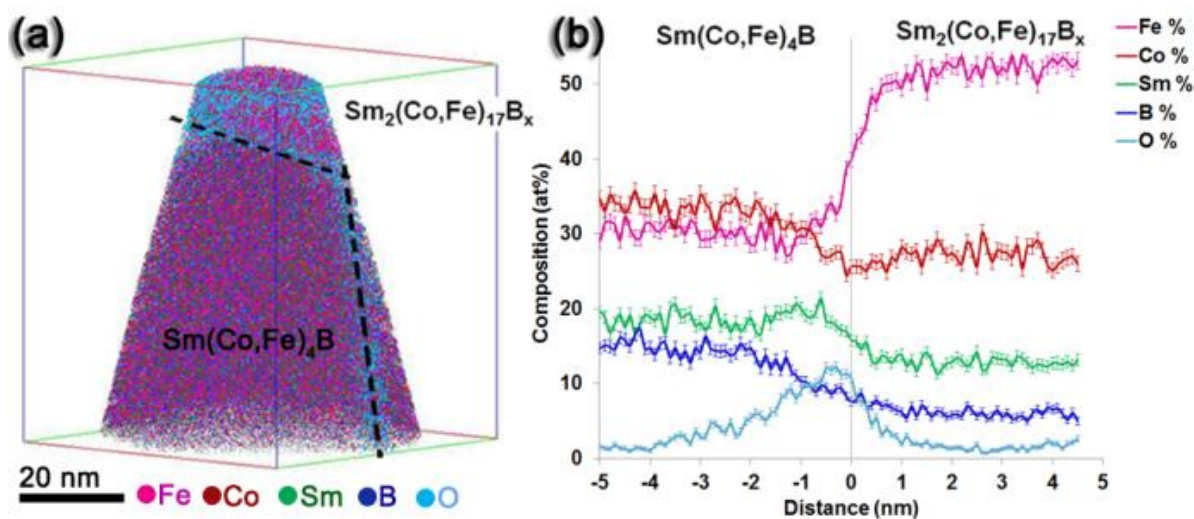 (a)
Sm₂(Co,Fe)₁₇Bₓ
Sm(Co,Fe)₄B
20 nm
Fe Co Sm B O
(b)
Sm(Co,Fe)₄B Sm₂(Co,Fe)₁₇Bₓ
Fe %
Co %
Sm %
B %
O %
Composition (at%)
50
40
30
20
10
0
-5 -4 -3 -2 -1 0 1 2 3 4 5
Distance (nm)